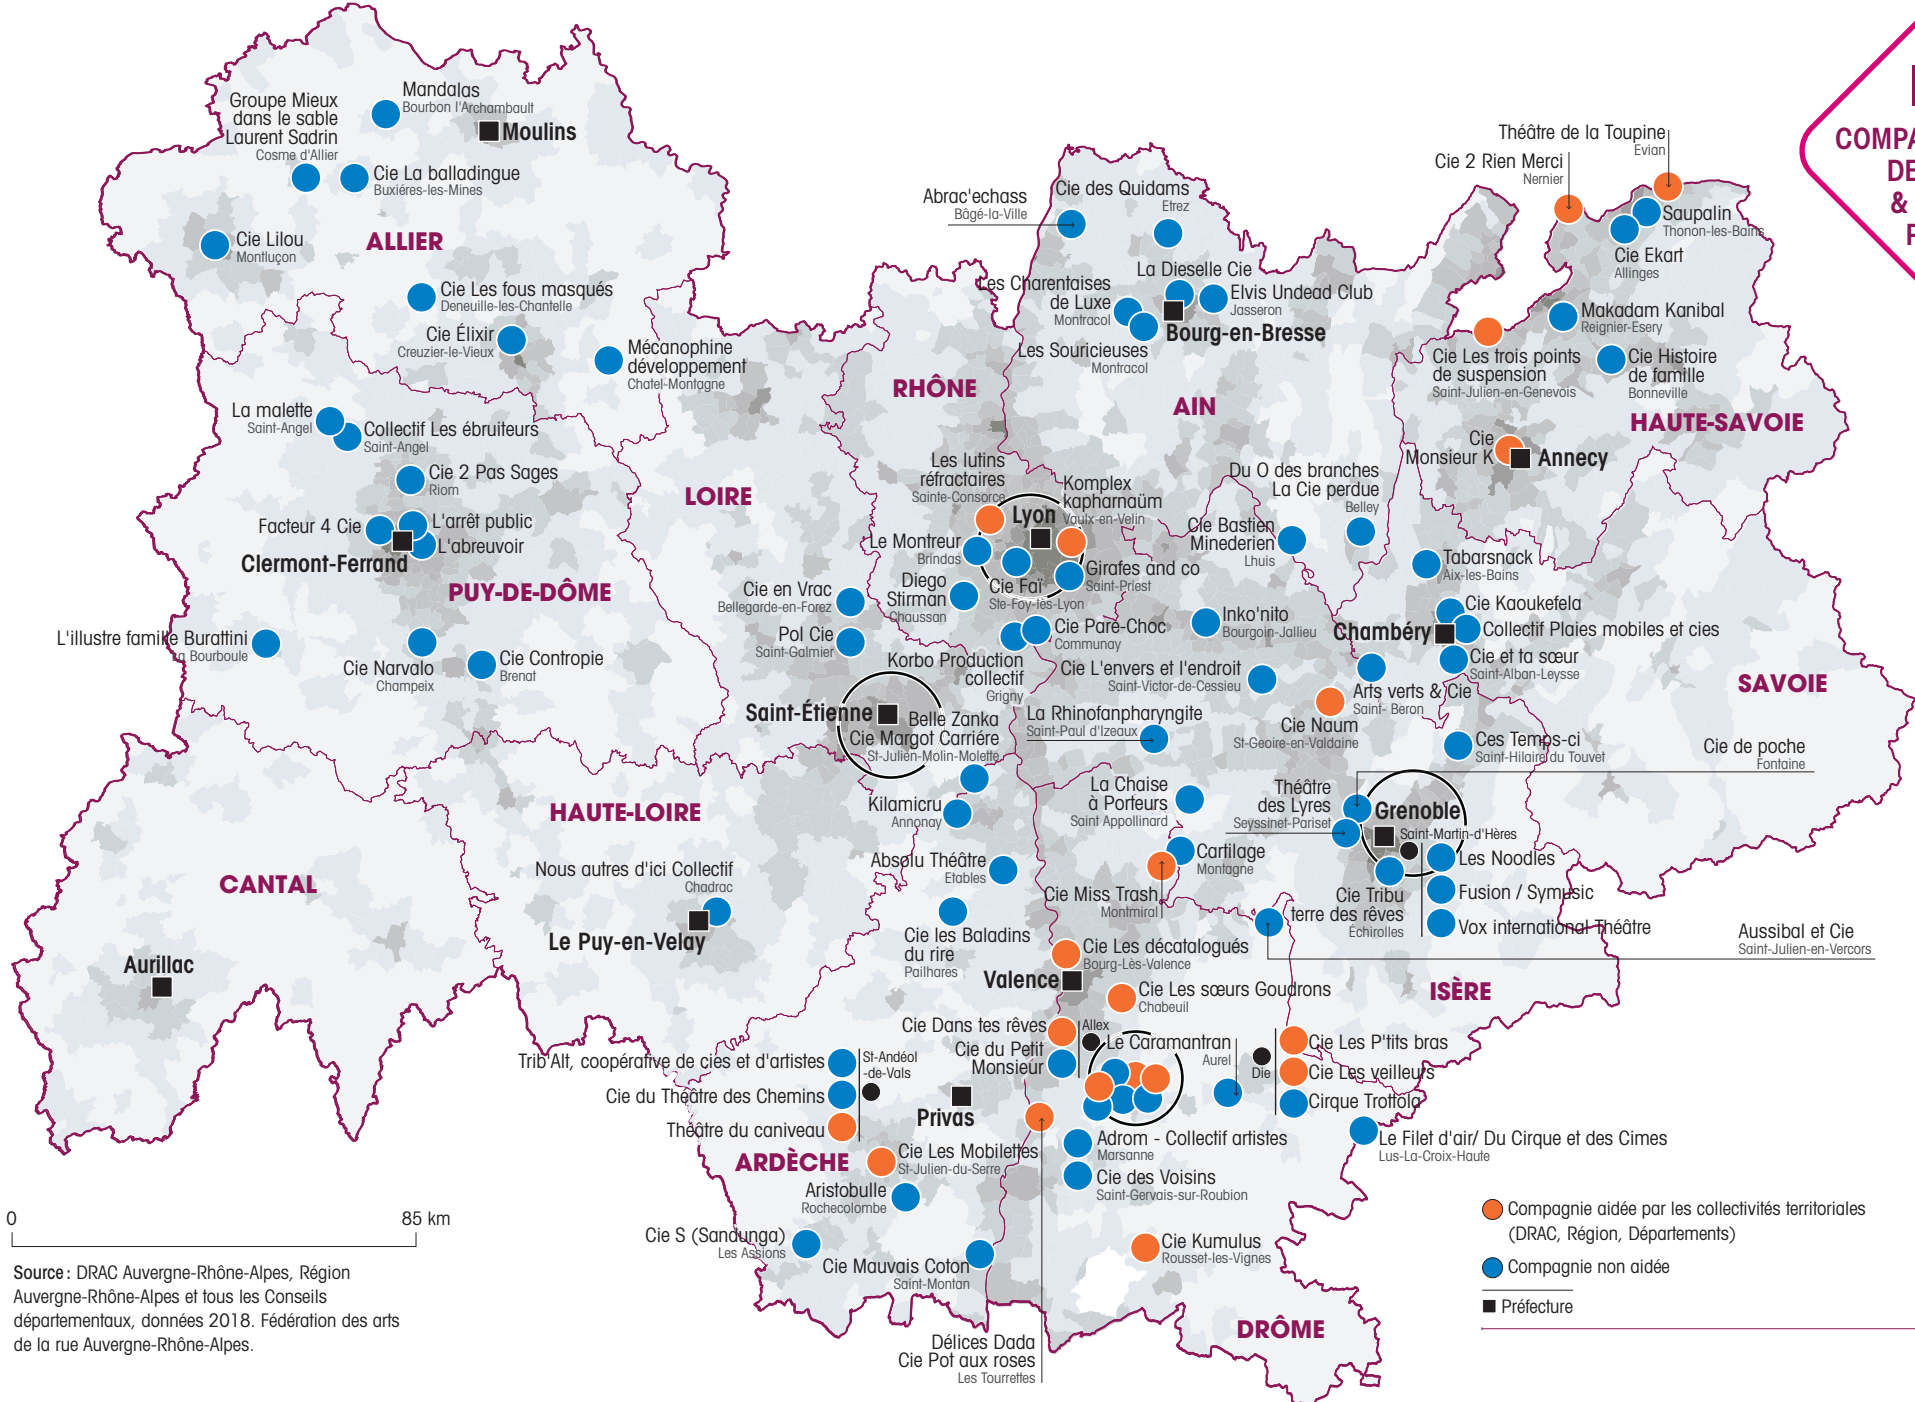 COMPA
DE
&
Mandalas
Bourbon l'Archambault
Groupe Mieux
dans le sable
Laurent Sadrin
Cosme d'Allier
Moulins
Cie La balladingue
Buxiéres-les-Mines
Cie Lilou
Montluçon
ALLIER
Cie Les fous masqués
Deneuille-les-Chantelle
Cie Élixir
Creuzier-le-Vieux
Mécanophine
développement
Chatel-Montagne
La malette
Saint-Angel
Collectif Les ébruiteurs
Saint-Angel
Cie 2 Pas Sages
Riom
Facteur 4 Cie
L'arrêt public
L'abreuvoir
Clermont-Ferrand
PUY-DE-DÔME
L'illustre famille Burattini
La Bourboule
Cie Narvalo
Champeix
Cie Contropie
Brenat
LOIRE
RHÔNE
Abrac'echass
Bâgé-la-Ville
Cie des Quidams
Etrez
La Dieselle Cie
Les Charentaises
de Luxe
Montracol
Elvis Undead Club
Jasseron
Bourg-en-Bresse
Les Souricieuses
Montracol
AIN
Théâtre de la Toupine
Evian
Cie 2 Rien Merci
Nernier
Saupalin
Thonon-les-Bains
Cie Ekart
Allinges
Makadam Kanibal
Reignier-Esery
Cie Les trois points
de suspension
Saint-Julien-en-Genevois
Cie Histoire
de famille
Bonneville
HAUTE-SAVOIE
Cie
Monsieur K
Annecy
Les lutins
réfractaires
Sainte-Consorce
Komplex
kapharnaüm
Vaulx-en-Velin
Lyon
Le Montreur
Brindas
Girafes and co
Saint-Priest
Cie Faï
Ste-Foy-lès-Lyon
Diego
Stirman
Chaussan
Cie en Vrac
Bellegarde-en-Forez
Pol Cie
Saint-Galmier
Cie Pare-Choc
Communay
Korbo Production
collectif
Grigny
Du O des branches
La Cie perdue
Belley
Cie Bastien
Minederien
Lhuis
Tabarsnack
Aix-les-Bains
Inko'nito
Bourgoin-Jallieu
Cie Kaoukefela
Chambéry
Collectif Plaies mobiles et cies
Cie et ta sœur
Saint-Alban-Leysse
Cie L'envers et l'endroit
Saint-Victor-de-Cessieu
Arts verts & Cie
Saint- Beron
SAVOIE
Saint-Étienne
Belle Zanka
Cie Margot Carriére
St-Julien-Molin-Molette
La Rhinofanpharyngite
Saint-Paul d'Izeaux
Cie Naum
St-Geoire-en-Valdaine
Ces Temps-ci
Saint-Hilaire du Touvet
Cie de poche
Fontaine
HAUTE-LOIRE
Kilamicru
Annonay
La Chaise
à Porteurs
Saint Appollinard
Théâtre
des Lyres
Seyssinet-Pariset
Grenoble
Saint-Martin-d'Hères
Les Noodles
Fusion / Symusic
Vox international Théâtre
Cie Tribu
terre des rêves
Échirolles
Absolu Théâtre
Etables
Cartilage
Montagne
Cie Miss Trash
Montmiral
Nous autres d'ici Collectif
Chadrac
Le Puy-en-Velay
CANTAL
Aurillac
Cie les Baladins
du rire
Pailhares
Aussibal et Cie
Saint-Julien-en-Vercors
Cie Les décatalogués
Bourg-Lès-Valence
Valence
ISÈRE
Cie Les sœurs Goudrons
Chabeuil
Cie Dans tes rêves
Cie du Petit
Monsieur
Allex
Le Caramantran
Aurel
Die
Cie Les P'tits bras
Cie Les veilleurs
Cirque Trottola
Trib'Alt, coopérative de cies et d'artistes
Cie du Théâtre des Chemins
Théâtre du caniveau
St-Andéol
-de-Vals
Privas
ARDÈCHE
Cie Les Mobilettes
St-Julien-du-Serre
Aristobulle
Rochecolombe
Adrom - Collectif artistes
Marsanne
Cie des Voisins
Saint-Gervais-sur-Roubion
Le Filet d'air/ Du Cirque et des Cimes
Lus-La-Croix-Haute
Cie S (Sandunga)
Les Assions
Cie Mauvais Coton
Saint-Montan
Cie Kumulus
Rousset-les-Vignes
DRÔME
Délices Dada
Cie Pot aux roses
Les Tourrettes
0 85 km
Source : DRAC Auvergne-Rhône-Alpes, Région
Auvergne-Rhône-Alpes et tous les Conseils
départementaux, données 2018. Fédération des arts
de la rue Auvergne-Rhône-Alpes.
Compagnie aidée par les collectivités territoriales
(DRAC, Région, Départements)
Compagnie non aidée
Préfecture